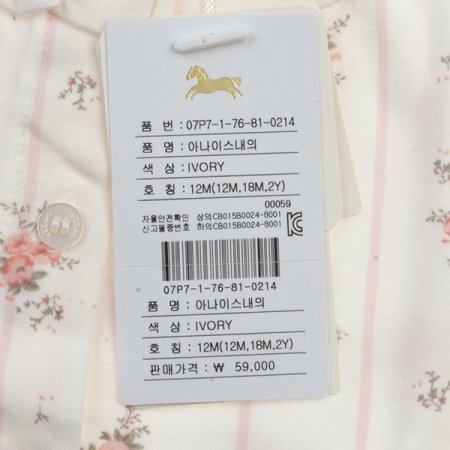 품 번 : 07P7-1-76-81-0214
품 명 : 아나이스내의
색 상 : IVORY
호 칭 : 12M(12M,18M,2Y)
00059
자율안전확인 상의CB015B0024-8001
신고필증번호 하의CB015B0024-8001
07P7-1-76-81-0214
품 명 : 아나이스내의
색 상 : IVORY
호 칭 : 12M(12M,18M,2Y)
판매가격 : ₩ 59,000